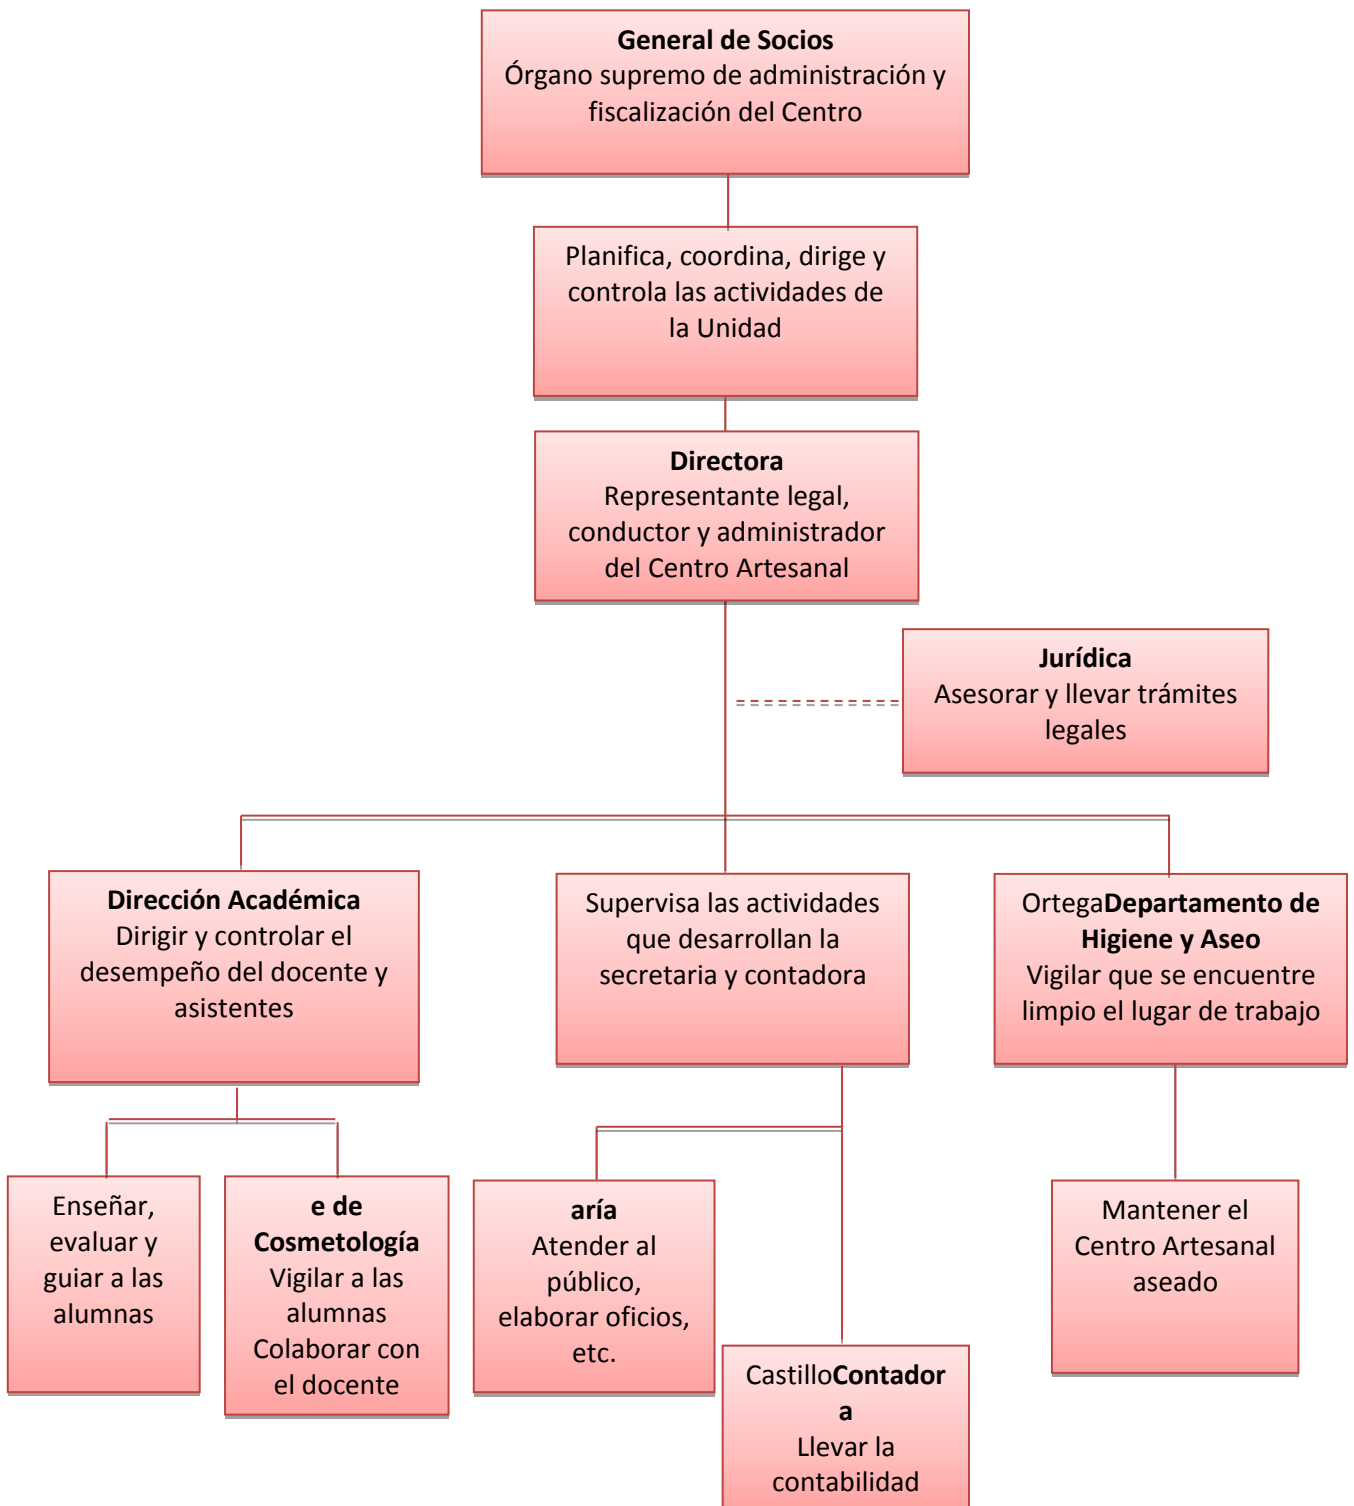 General de Socios
Órgano supremo de administración y
fiscalización del Centro
Planifica, coordina, dirige y
controla las actividades de
la Unidad
Directora
Representante legal,
conductor y administrador
del Centro Artesanal
Jurídica
Asesorar y llevar trámites
legales
Dirección Académica
Dirigir y controlar el
desempeño del docente y
asistentes
Supervisa las actividades
que desarrollan la
secretaria y contadora
OrtegaDepartamento de
Higiene y Aseo
Vigilar que se encuentre
limpio el lugar de trabajo
Enseñar,
evaluar y
guiar a las
alumnas
e de
Cosmetología
Vigilar a las
alumnas
Colaborar con
el docente
aría
Atender al
público,
elaborar oficios,
etc.
CastilloContador
a
Llevar la
contabilidad
Mantener el
Centro Artesanal
aseado